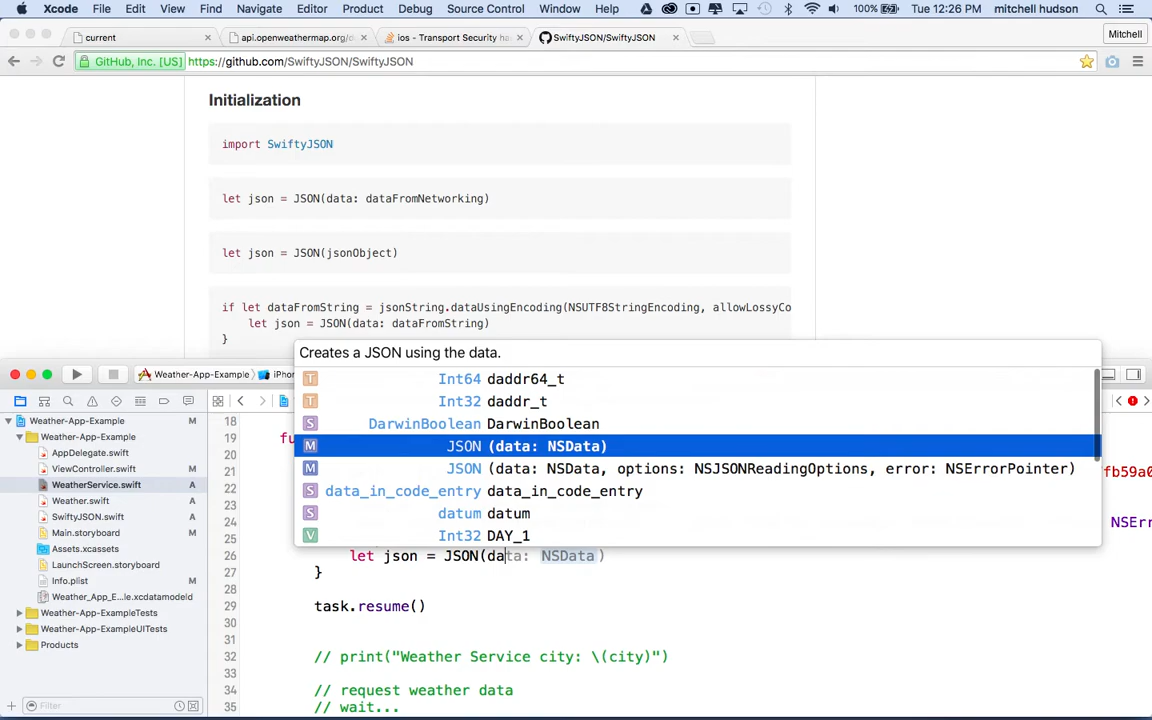 Xcode File Edit View Find Navigate Editor Product Debug Source Control Window Help 100% Tue 12:26 PM mitchell hudson
current api.openweathermap.org/d ios - Transport Security ha SwiftyJSON/SwiftyJSON Mitchell
GitHub, Inc. [US] https://github.com/SwiftyJSON/SwiftyJSON
Initialization
import SwiftyJSON
let json = JSON(data: dataFromNetworking)
let json = JSON(jsonObject)
if let dataFromString = jsonString.dataUsingEncoding(NSUTF8StringEncoding, allowLossyCo
let json = JSON(data: dataFromString)
}
Creates a JSON using the data.
Int64 daddr64_t
Int32 daddr_t
DarwinBoolean DarwinBoolean
JSON (data: NSData)
JSON (data: NSData, options: NSJSONReadingOptions, error: NSErrorPointer)
data_in_code_entry data_in_code_entry
datum datum
Int32 DAY_1
Weather-App-Example iPhon
Weather-App-Example M
Weather-App-Example
AppDelegate.swift
ViewController.swift M
WeatherService.swift A
Weather.swift A
SwiftyJSON.swift A
Main.storyboard M
Assets.xcassets
LaunchScreen.storyboard
Info.plist M
Weather_App_E...le.xcdatamodeld
Weather-App-ExampleTests
Weather-App-ExampleUITests
Products
Filter
18
19 fu
20
21 fb59a0
22
23
24 NSErr
25
26 let json = JSON(data: NSData)
27 }
28
29 task.resume()
30
31
32 // print("Weather Service city: \(city)")
33
34 // request weather data
35 // wait...